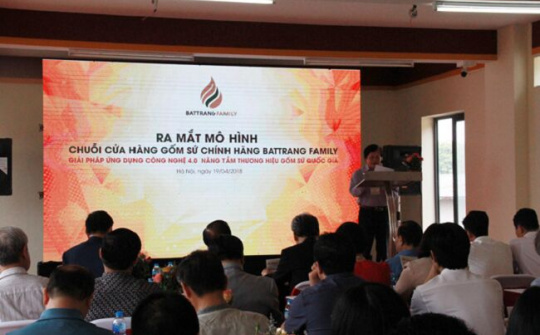 BATTRANG FAMILY
RA MẮT MÔ HÌNH
CHUỖI CỬA HÀNG GỐM SỨ CHÍNH HÃNG BATTRANG FAMILY
GIẢI PHÁP ỨNG DỤNG CÔNG NGHỆ 4.0 NÂNG TẦM THƯƠNG HIỆU GỐM SỨ QUỐC GIA
Hà Nội, ngày 19/04/2018